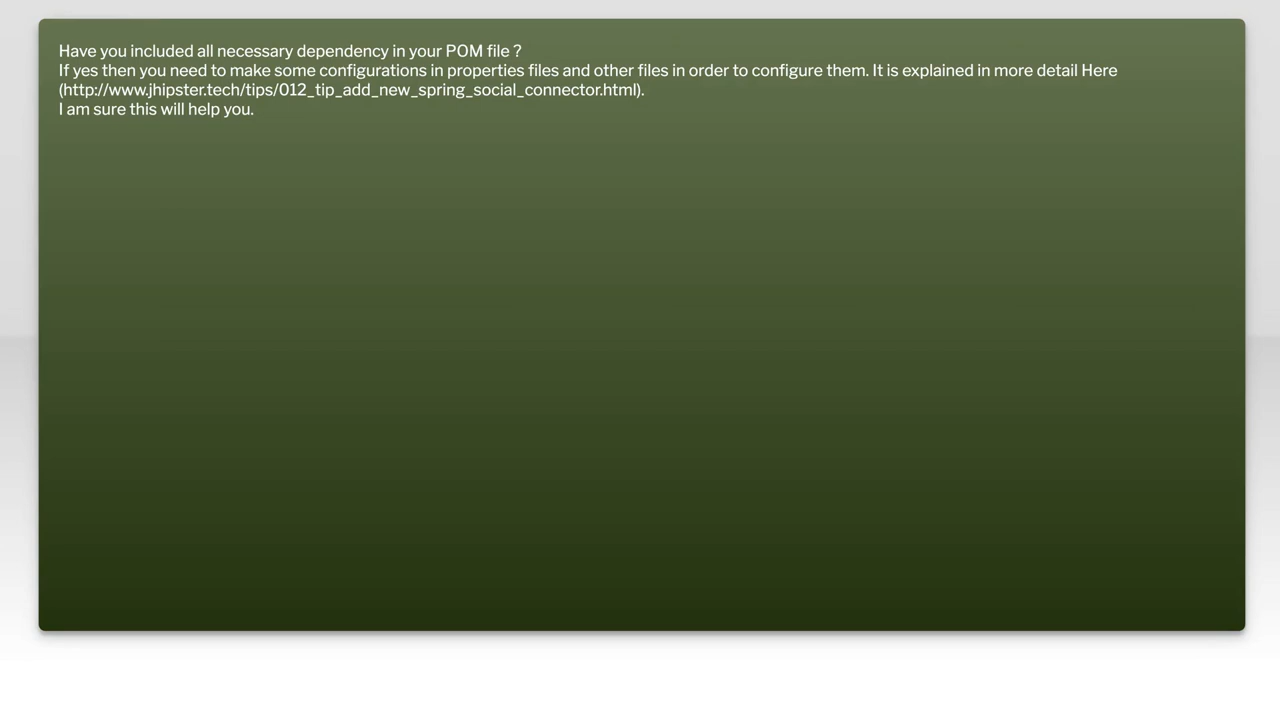 Have you included all necessary dependency in your POM file ?
If yes then you need to make some configurations in properties files and other files in order to configure them. It is explained in more detail Here
(http://www.jhipster.tech/tips/012_tip_add_new_spring_social_connector.html).
I am sure this will help you.